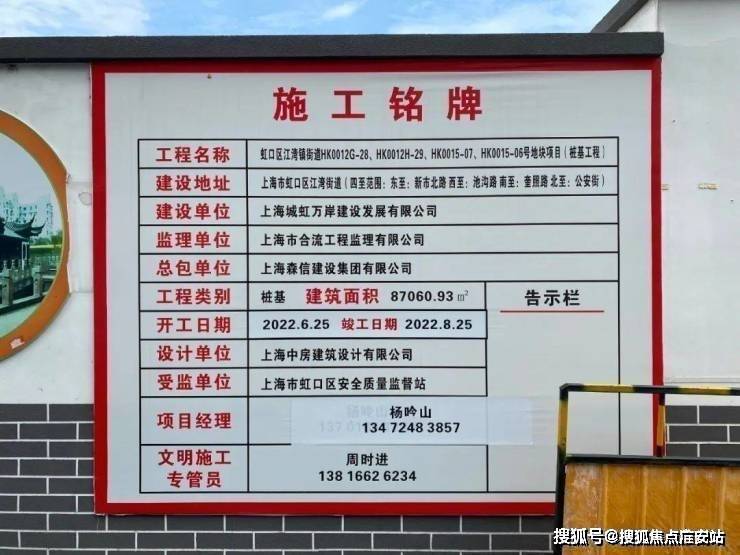 施工铭牌
工程名称 虹口区江湾镇街道HK0012G-28、HK0012H-29、HK0015-07、HK0015-06号地块项目(桩基工程)
建设地址 上海市虹口区江湾街道(四至范围:东至:新市北路 西至:池沟路 南至:奎照路 北至:公安街)
建设单位 上海城虹万岸建设发展有限公司
监理单位 上海市合流工程监理有限公司
总包单位 上海森信建设集团有限公司
工程类别 桩基 建筑面积 87060.93㎡
告示栏
开工日期 2022.6.25 竣工日期 2022.8.25
设计单位 上海中房建筑设计有限公司
受监单位 上海市虹口区安全质量监督站
项目经理 杨吟山
134 7248 3857
文明施工 专管员 周时进
138 1662 6234
搜狐号@搜狐焦点淮安站